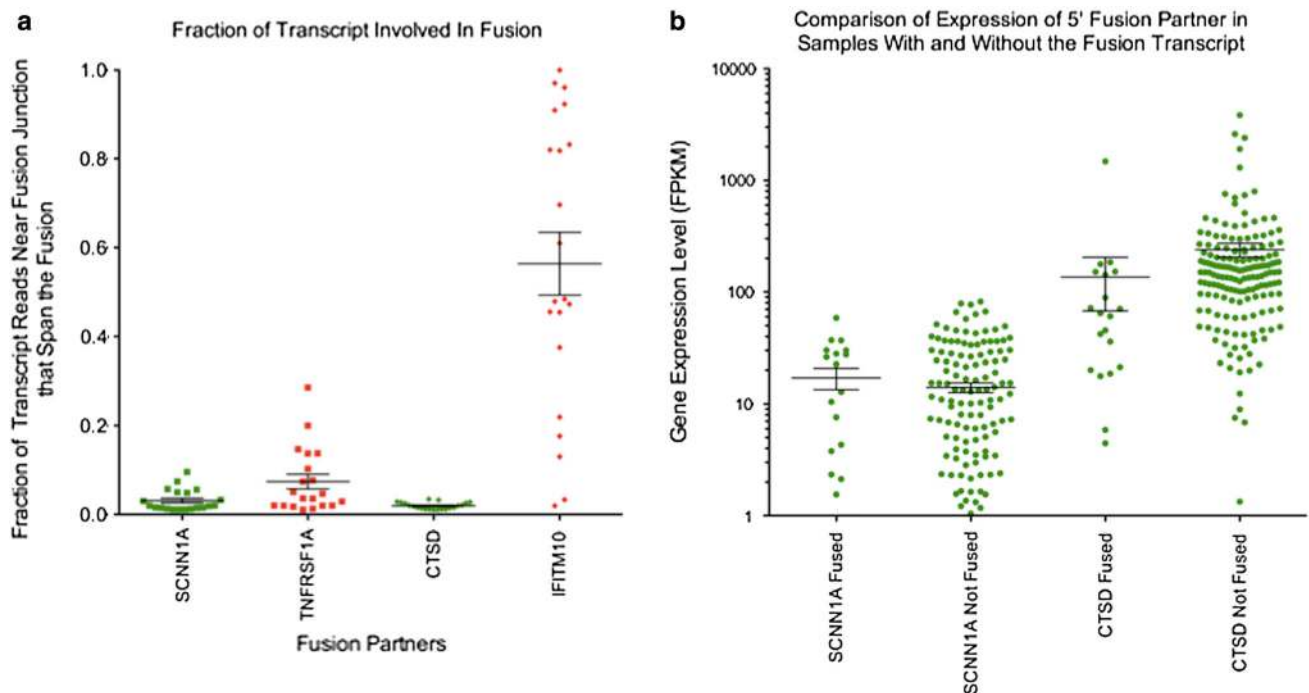 a
Fraction of Transcript Involved In Fusion
Fraction of Transcript Reads Near Fusion Junction
that Span the Fusion
1.0
0.8
0.6
0.4
0.2
0.0
SCNN1A
TNFRSF1A
CTSD
IFITM10
Fusion Partners
b
Comparison of Expression of 5' Fusion Partner in
Samples With and Without the Fusion Transcript
Gene Expression Level (FPKM)
10000
1000
100
10
1
SCNN1A Fused
SCNN1A Not Fused
CTSD Fused
CTSD Not Fused